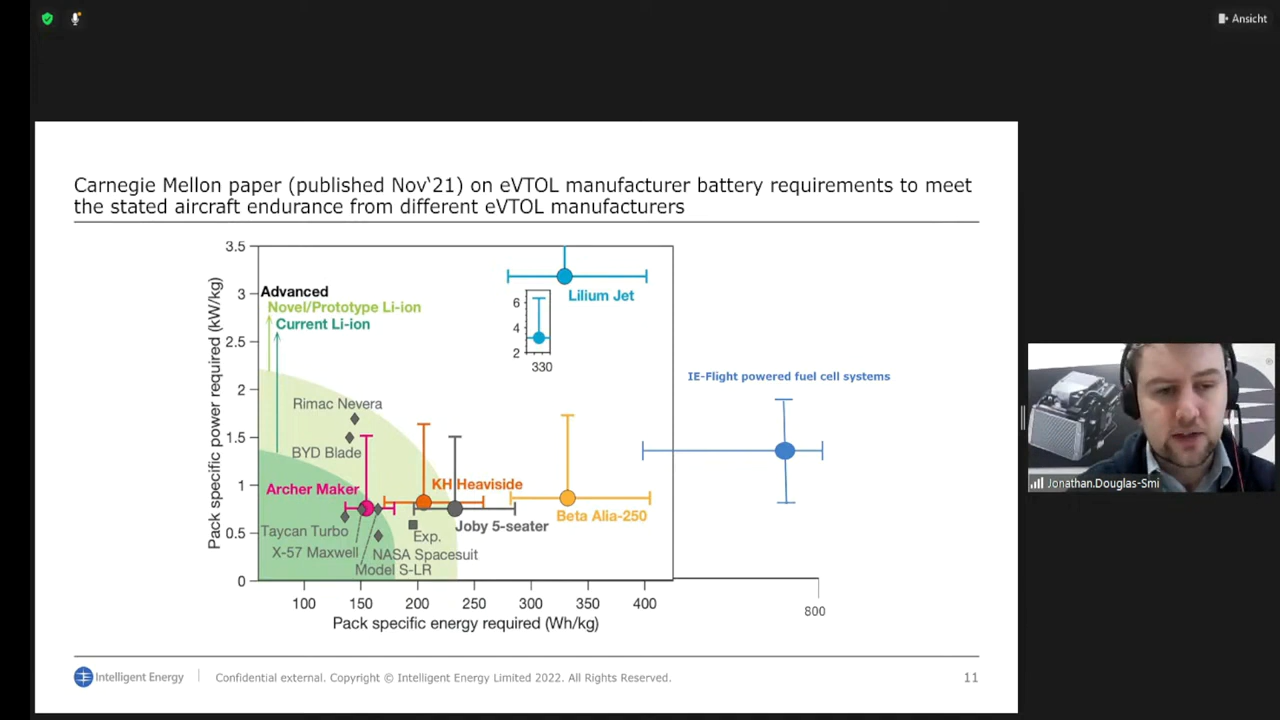 Ansicht
Carnegie Mellon paper (published Nov‘21) on eVTOL manufacturer battery requirements to meet
the stated aircraft endurance from different eVTOL manufacturers
Pack specific power required (kW/kg)
3.5
3
2.5
2
1.5
1
0.5
0
Advanced
Novel/Prototype Li-ion
Current Li-ion
Lilium Jet
6
4
2
330
IE-Flight powered fuel cell systems
Rimac Nevera
BYD Blade
Archer Maker
KH Heaviside
Beta Alia-250
Joby 5-seater
Taycan Turbo
Exp.
X-57 Maxwell
NASA Spacesuit
Model S-LR
100 150 200 250 300 350 400
800
Pack specific energy required (Wh/kg)
Jonathan.Douglas-Smi
Intelligent Energy
Confidential external. Copyright © Intelligent Energy Limited 2022. All Rights Reserved.
11